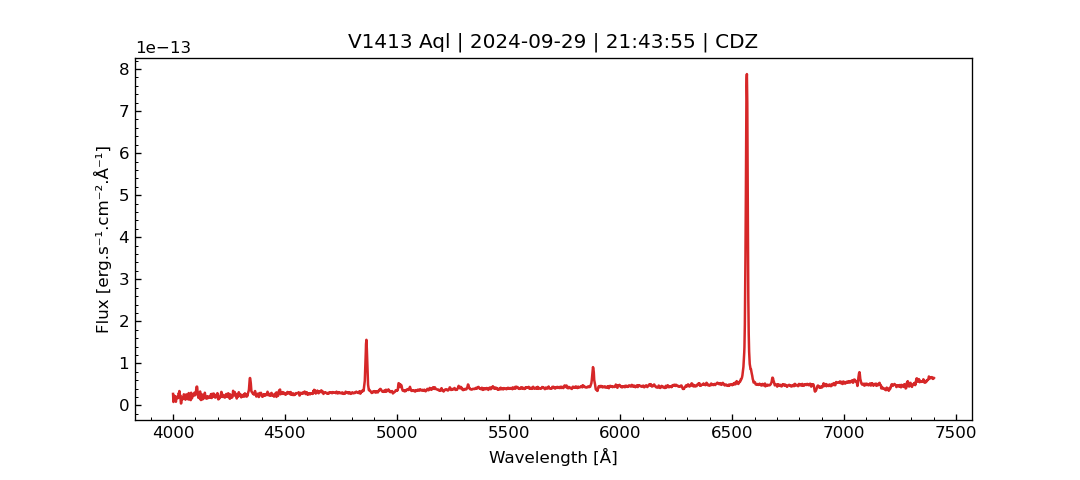 V1413 Aql | 2024-09-29 | 21:43:55 | CDZ
1e−13
8
7
6
5
4
3
2
1
0
Flux [erg.s⁻¹.cm⁻².Å⁻¹]
4000 4500 5000 5500 6000 6500 7000 7500
Wavelength [Å]